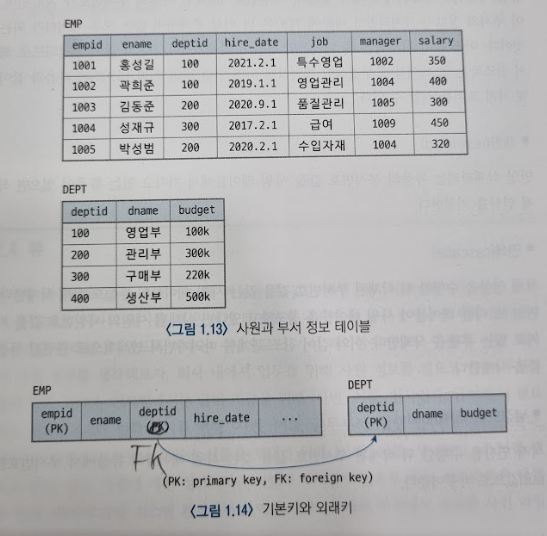 EMP
empid ename deptid hire_date job manager salary
1001 홍성길 100 2021.2.1 특수영업 1002 350
1002 곽희준 100 2019.1.1 영업관리 1004 400
1003 김동준 200 2020.9.1 품질관리 1005 300
1004 성재규 300 2017.2.1 급여 1009 450
1005 박성범 200 2020.2.1 수입자재 1004 320
DEPT
deptid dname budget
100 영업부 100k
200 관리부 300k
300 구매부 220k
400 생산부 500k
〈그림 1.13〉 사원과 부서 정보 테이블
EMP
empid (PK) ename deptid hire_date ...
DEPT
deptid (PK) dname budget
FK
(PK: primary key, FK: foreign key)
〈그림 1.14〉 기본키와 외래키